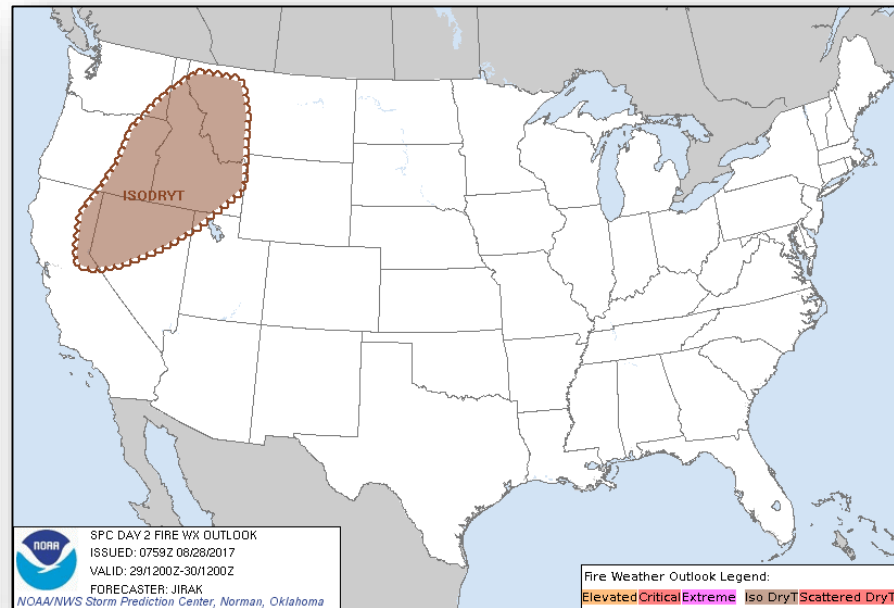 ISODRYT
NOAA
SPC DAY 2 FIRE WX OUTLOOK
ISSUED: 0759Z 08/28/2017
VALID: 29/1200Z-30/1200Z
FORECASTER: JIRAK
NOAA/NWS Storm Prediction Center, Norman, Oklahoma
Fire Weather Outlook Legend:
Elevated Critical Extreme Iso DryT Scattered DryT